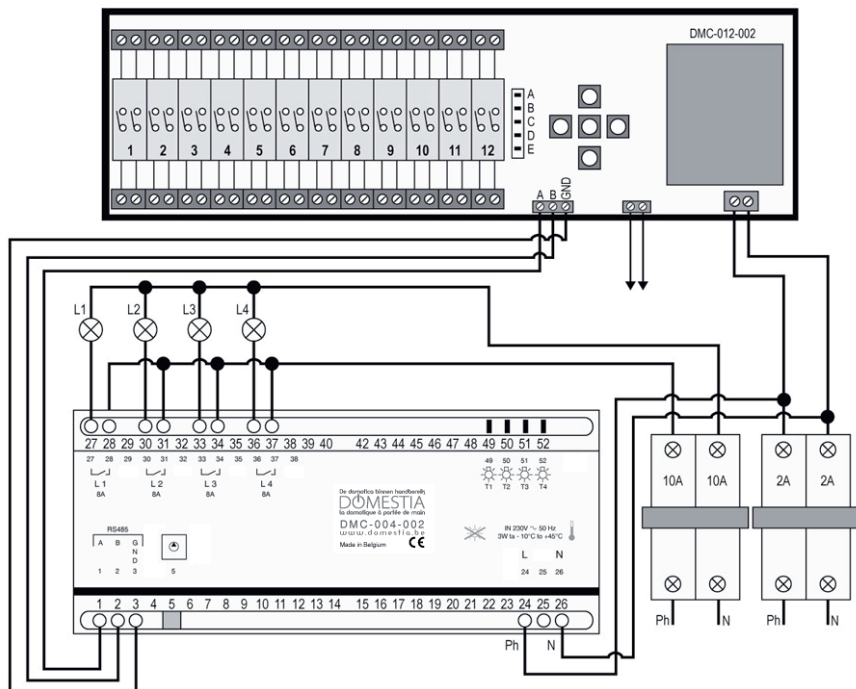 DMC-012-002
A
B
C
D
E
1 2 3 4 5 6 7 8 9 10 11 12
A B GND
L1 L2 L3 L4
27 28 29 30 31 32 33 34 35 36 37 38 39 40 42 43 44 45 46 47 48 49 50 51 52
27 28 29 30 31 32 33 34 35 36 37 38 49 50 51 52
L 1 L 2 L 3 L 4 T1 T2 T3 T4
8A 8A 8A 8A
10A 10A 2A 2A
De domotica binnen handbereik
DOMESTIA
la domotique à portée de main
DMC-004-002
www.domestia.be
Made in Belgium CE
RS485
A B GND
1 2 3 5
IN 230V ~ 50 Hz
3W ta - 10°C to +45°C
L N
24 25 26
1 2 3 4 5 6 7 8 9 10 11 12 13 14 15 16 17 18 19 20 21 22 23 24 25 26
Ph N
Ph N Ph N